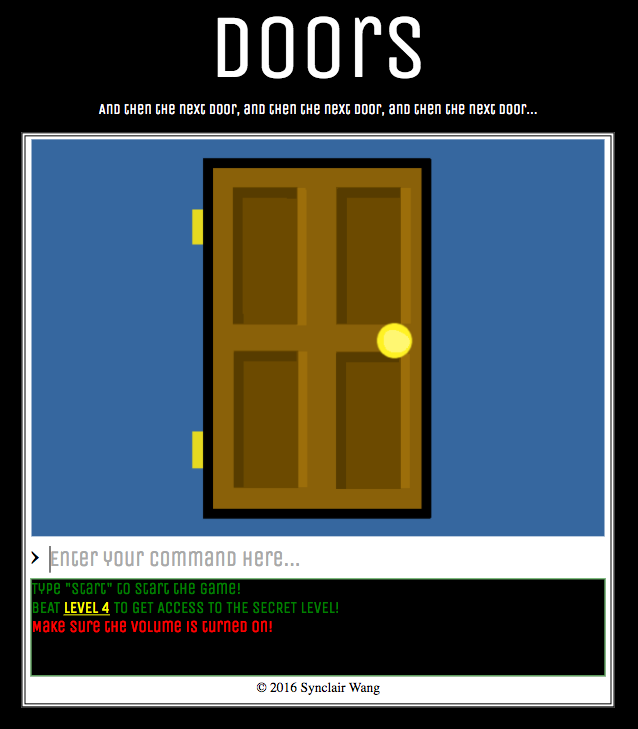 Doors
And then the next door, and then the next door, and then the next door...
> Enter your command here...
Type "start" to start the game!
BEAT LEVEL 4 TO GET ACCESS TO THE SECRET LEVEL!
Make sure the volume is turned on!
© 2016 Synclair Wang